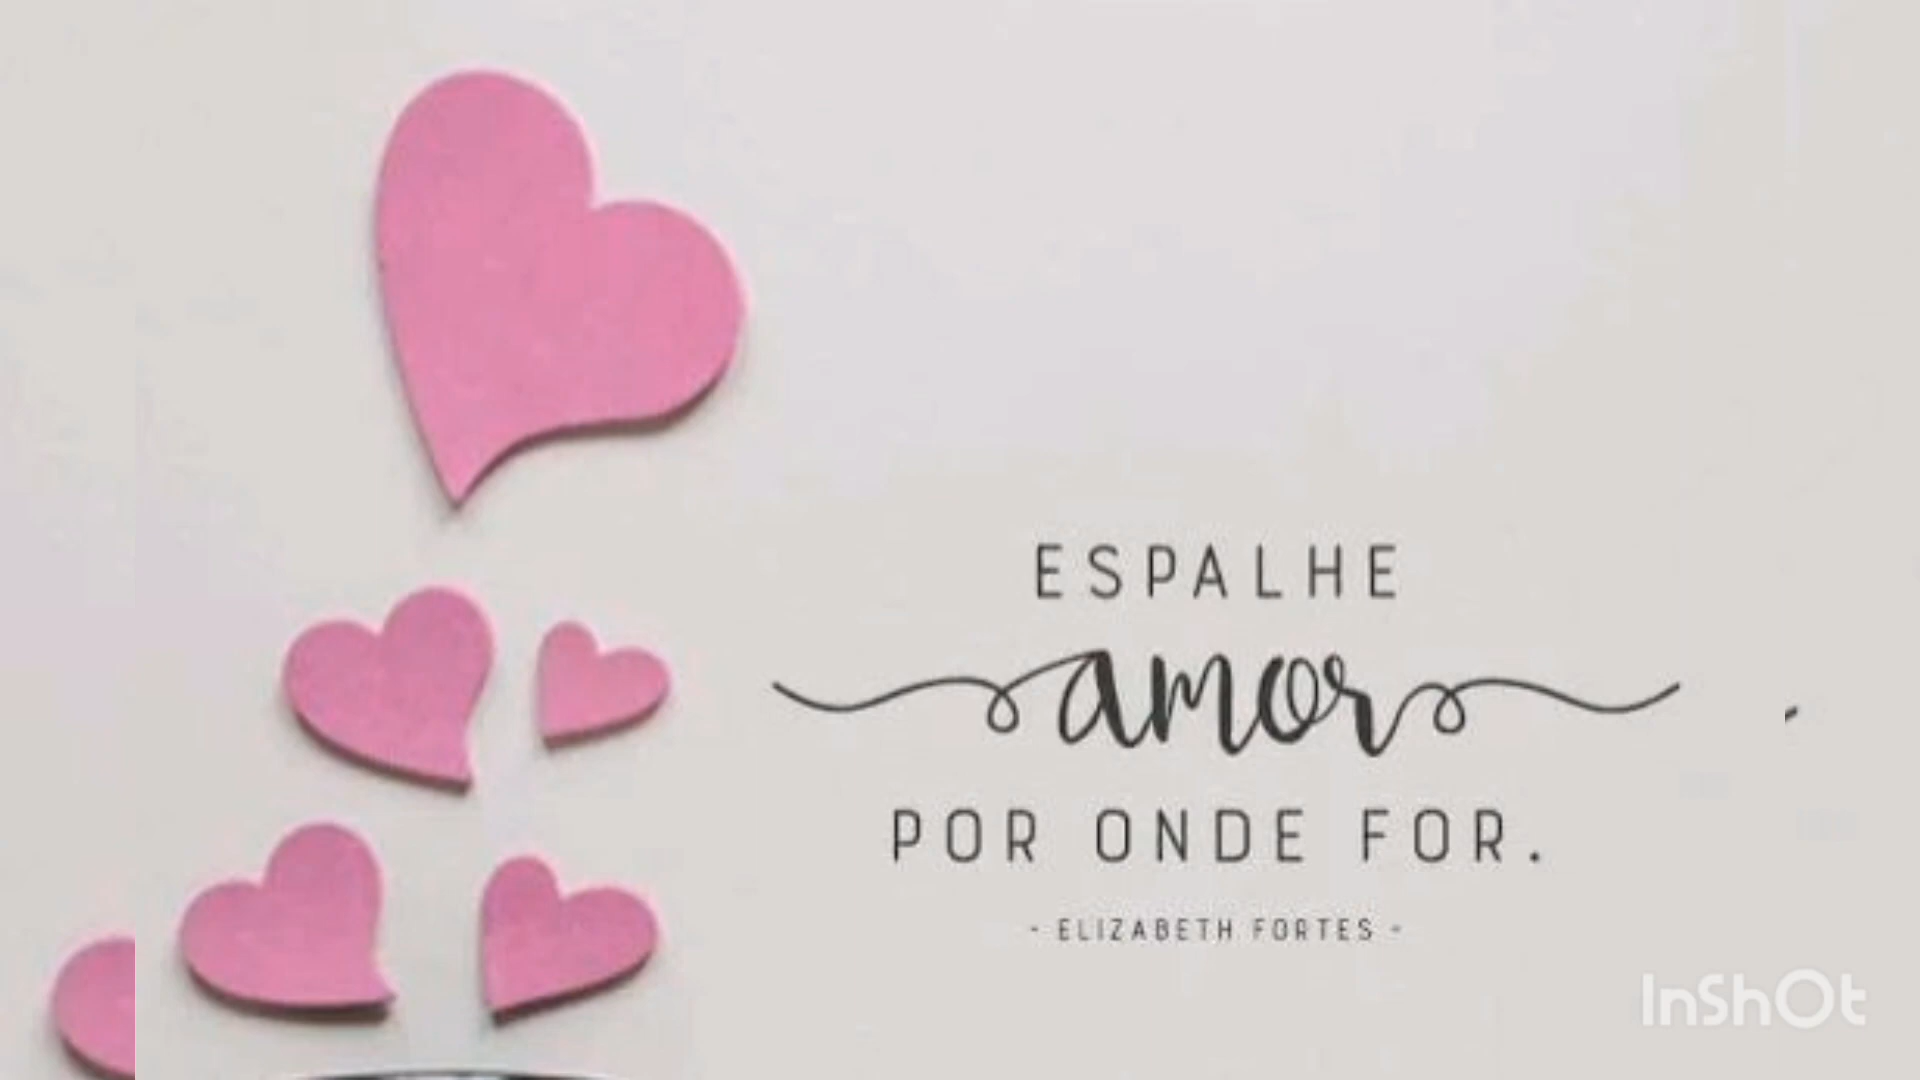 ESPALHE
amor
POR ONDE FOR.
- ELIZABETH FORTES -
InShOt